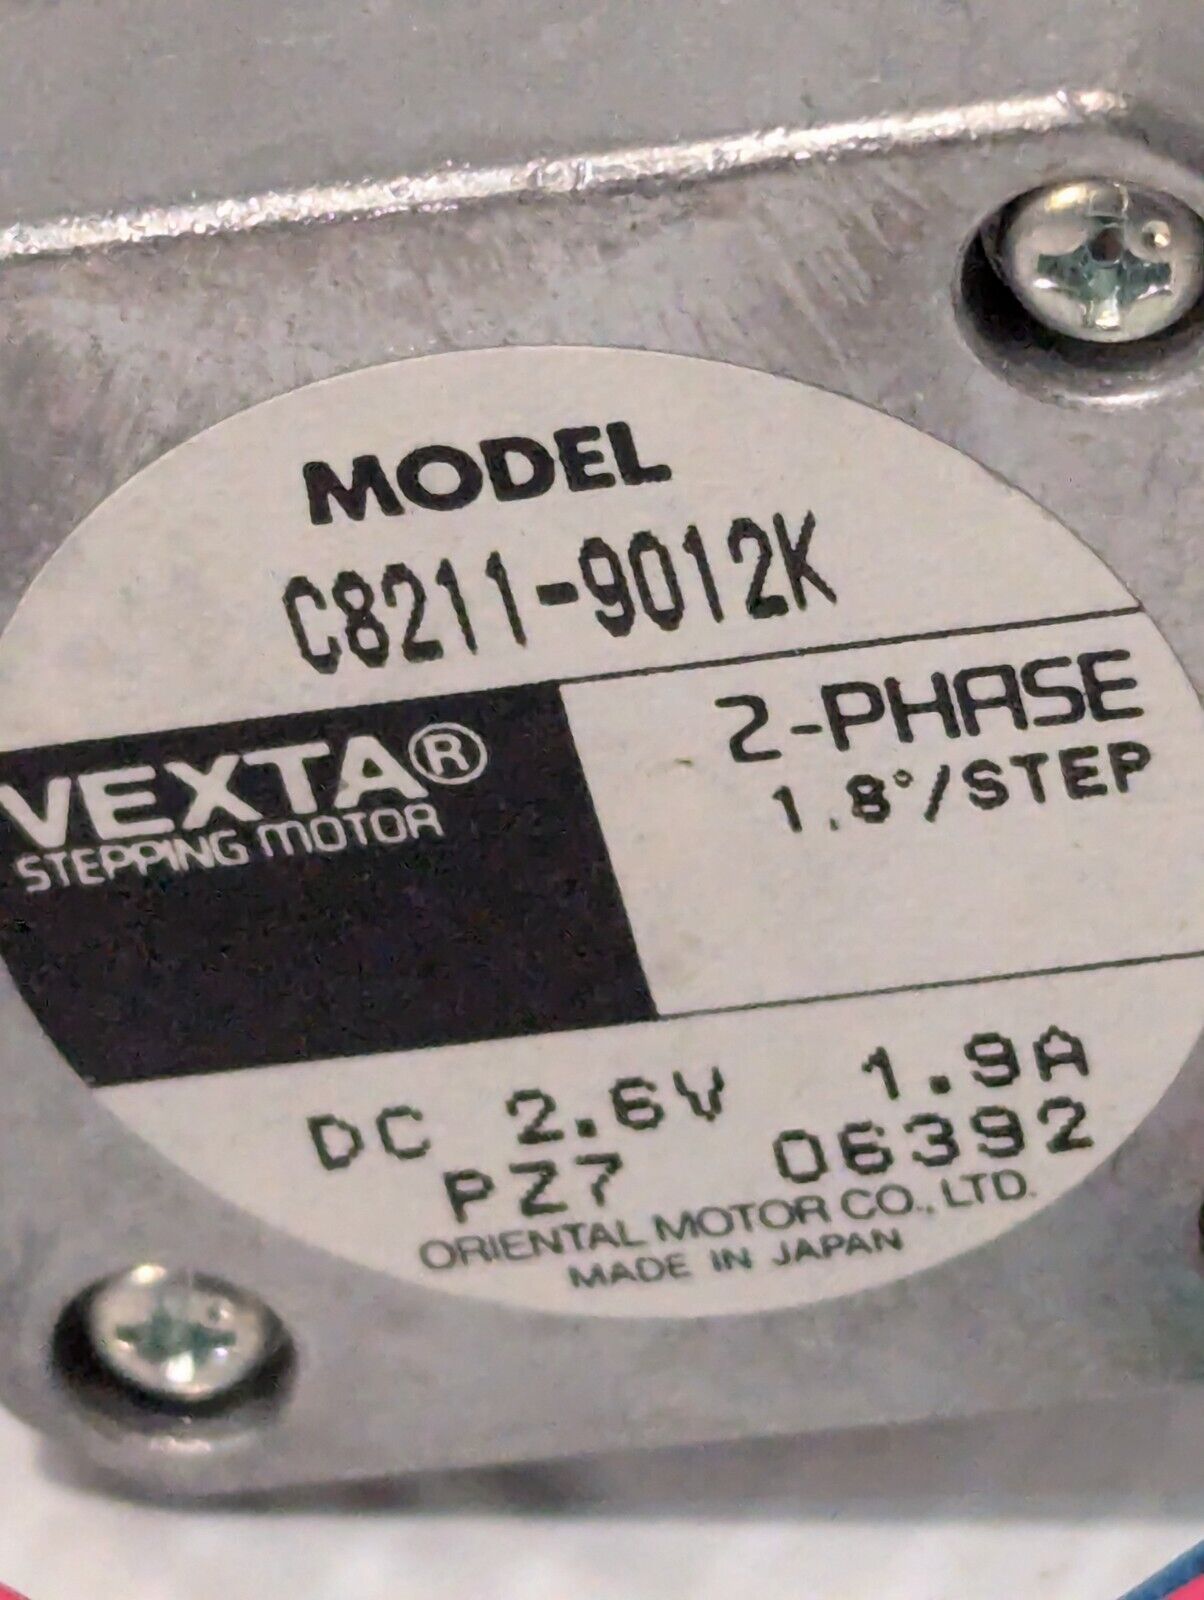 MODEL
C8211-9012K
VEXTA®
STEPPING MOTOR
2-PHASE
1.8°/STEP
DC 2.6V 1.9A
PZ7 06392
ORIENTAL MOTOR CO., LTD.
MADE IN JAPAN